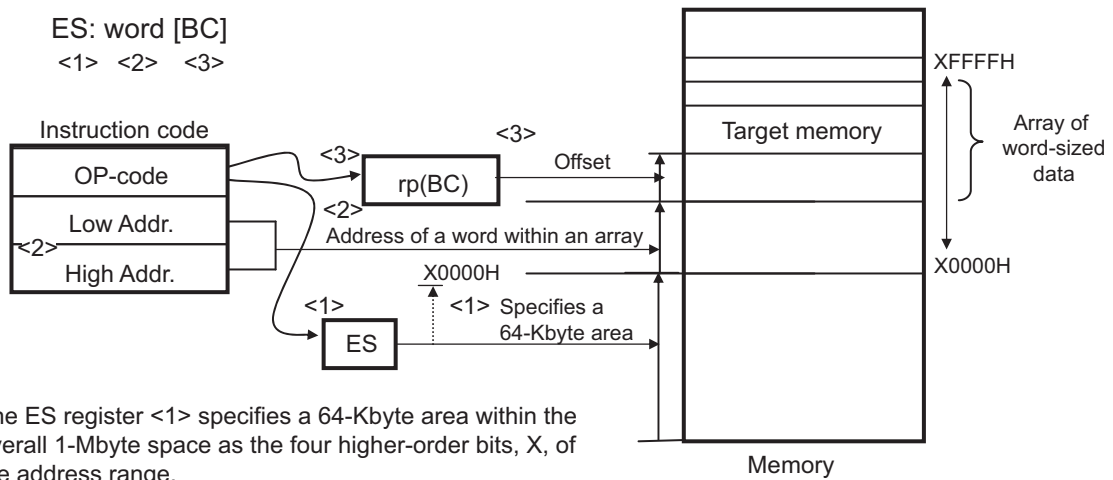 ES: word [BC]
<1> <2> <3>
XFFFFH
Instruction code
Target memory
Array of
word-sized
data
<3>
<3>
OP-code
rp(BC)
Offset
<2>
Low Addr.
<2>
Address of a word within an array
High Addr.
X0000H
X0000H
<1>
<1> Specifies a
64-Kbyte area
ES
ES register <1> specifies a 64-Kbyte area within the
1-Mbyte space as the four higher-order bits, X, of
address range.
Memory